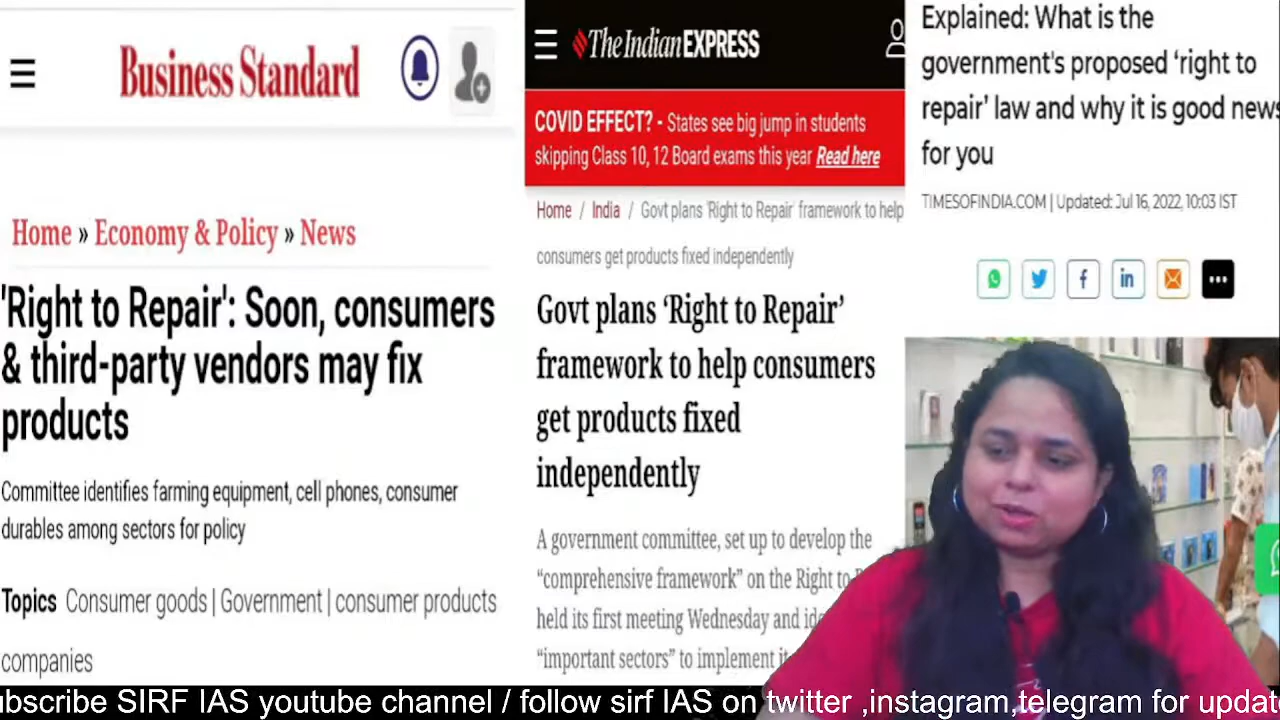 Business Standard
Home » Economy & Policy » News
'Right to Repair': Soon, consumers
& third-party vendors may fix
products
Committee identifies farming equipment, cell phones, consumer
durables among sectors for policy
Topics Consumer goods | Government | consumer products
companies
The Indian EXPRESS
COVID EFFECT? - States see big jump in students
skipping Class 10, 12 Board exams this year Read here
Home / India / Govt plans 'Right to Repair' framework to help
consumers get products fixed independently
Govt plans ‘Right to Repair’
framework to help consumers
get products fixed
independently
A government committee, set up to develop the
“comprehensive framework” on the Right to
held its first meeting Wednesday and
“important sectors” to implement
Explained: What is the
government's proposed ‘right to
repair’ law and why it is good news
for you
TIMESOFINDIA.COM | Updated: Jul 16, 2022, 10:03 IST
ubscribe SIRF IAS youtube channel / follow sirf IAS on twitter ,instagram,telegram for updat